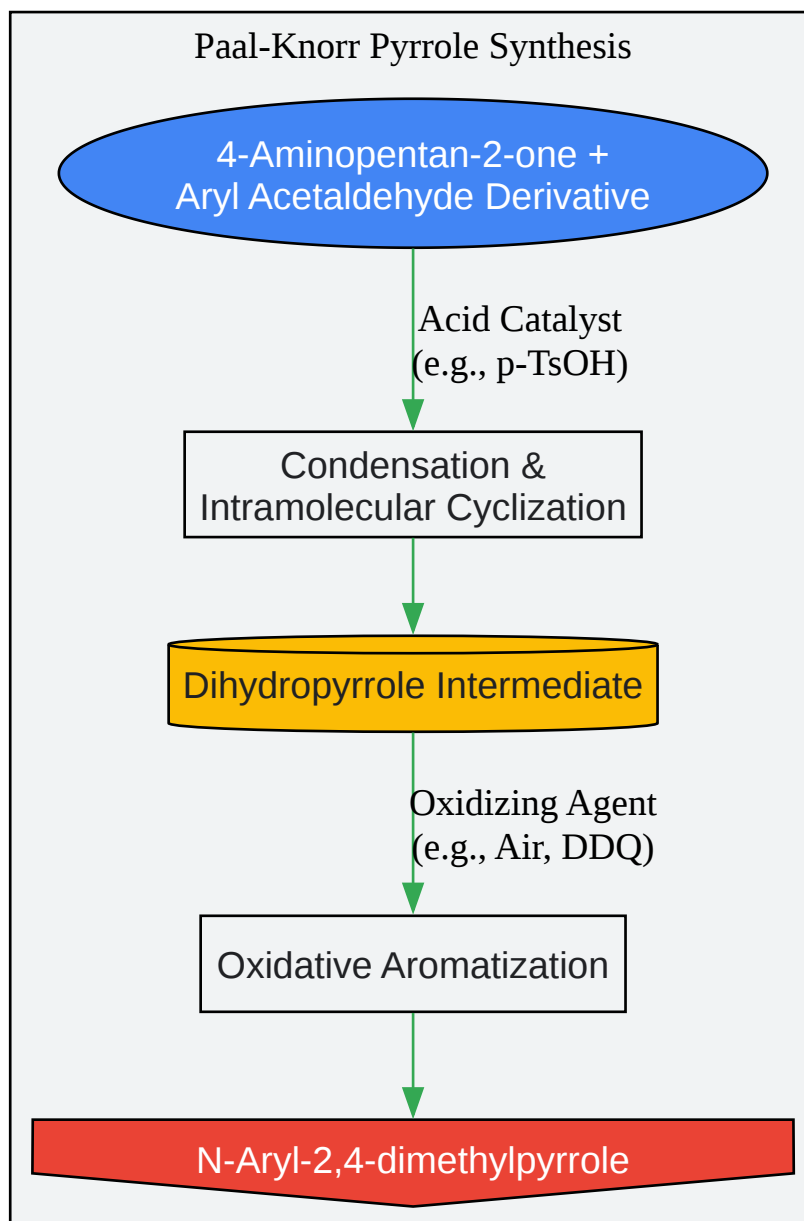 Paal-Knorr Pyrrole Synthesis
4-Aminopentan-2-one +
Aryl Acetaldehyde Derivative
Acid Catalyst
(e.g., p-TsOH)
Condensation &
Intramolecular Cyclization
Dihydropyrrole Intermediate
Oxidizing Agent
(e.g., Air, DDQ)
Oxidative Aromatization
N-Aryl-2,4-dimethylpyrrole